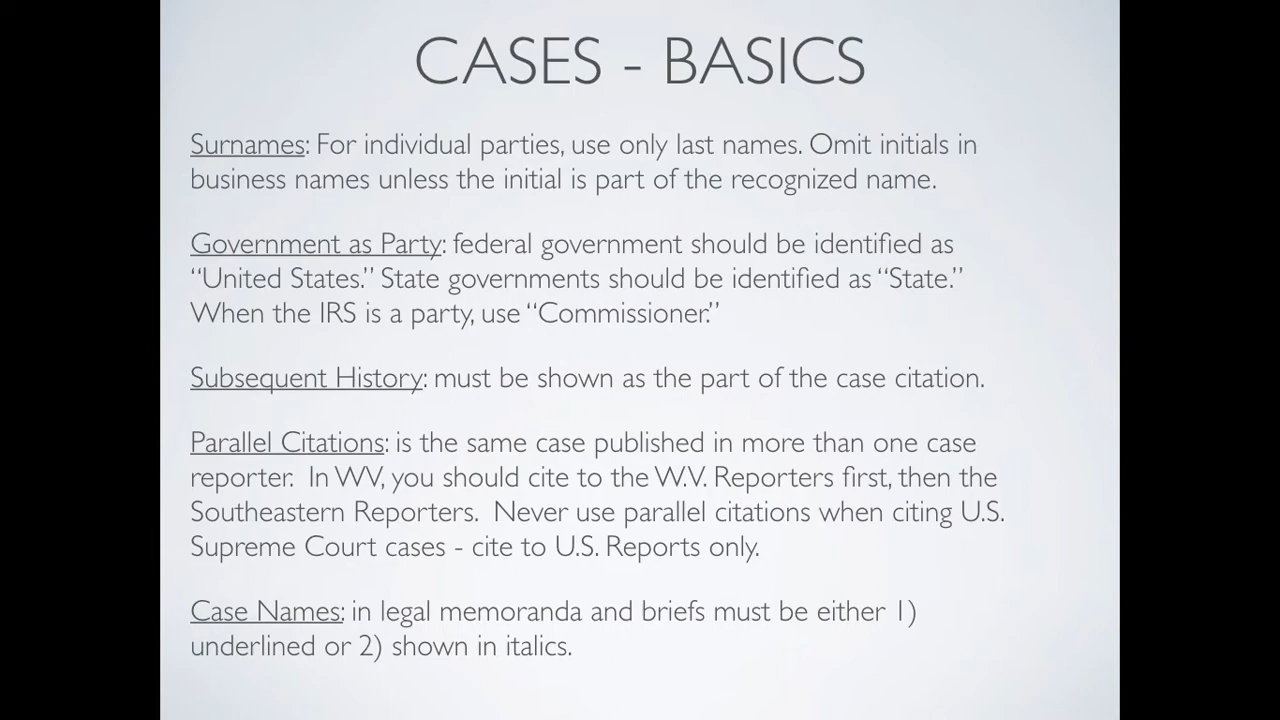 CASES - BASICS
Surnames: For individual parties, use only last names. Omit initials in
business names unless the initial is part of the recognized name.
Government as Party: federal government should be identified as
“United States.” State governments should be identified as “State.”
When the IRS is a party, use “Commissioner.”
Subsequent History: must be shown as the part of the case citation.
Parallel Citations: is the same case published in more than one case
reporter.  In WV, you should cite to the W.V. Reporters first, then the
Southeastern Reporters.  Never use parallel citations when citing U.S.
Supreme Court cases - cite to U.S. Reports only.
Case Names: in legal memoranda and briefs must be either 1)
underlined or 2) shown in italics.